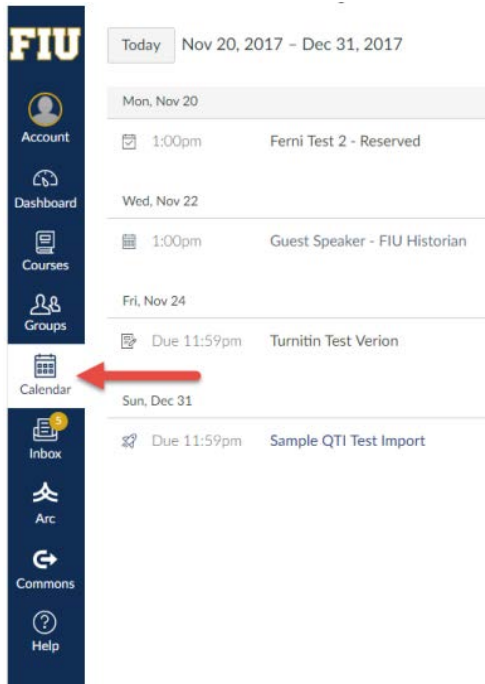 FIU
Account
Dashboard
Courses
Groups
Calendar
5
Inbox
Arc
Commons
Help
Today Nov 20, 2017 – Dec 31, 2017
Mon, Nov 20
1:00pm Ferni Test 2 - Reserved
Wed, Nov 22
1:00pm Guest Speaker - FIU Historian
Fri, Nov 24
Due 11:59pm Turnitin Test Verion
Sun, Dec 31
Due 11:59pm Sample QTI Test Import